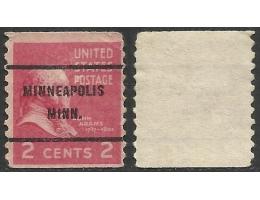 UNITED
STATES
POSTAGE
MINNEAPOLIS
MINN.
ADAMS
2 CENTS 2